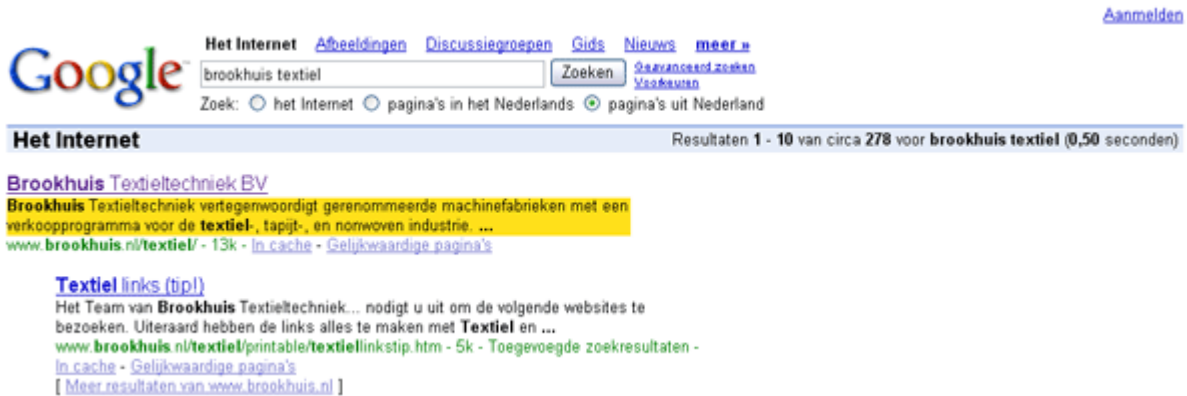 Aanmelden
Het Internet Afbeeldingen Discussiegroepen Gids Nieuws meer »
Google
brookhuis textiel Zoeken Geavanceerd zoeken
Voorkeuren
Zoek: het Internet pagina's in het Nederlands pagina's uit Nederland
Het Internet Resultaten 1 - 10 van circa 278 voor brookhuis textiel (0,50 seconden)
Brookhuis Textieltechniek BV
Brookhuis Textieltechniek vertegenwoordigt gerenommeerde machinefabrieken met een
verkoopprogramma voor de textiel-, tapijt-, en nonwoven industrie. ...
www.brookhuis.nl/textiel/ - 13k - In cache - Gelijkwaardige pagina's
Textiel links (tip!)
Het Team van Brookhuis Textieltechniek... nodigt u uit om de volgende websites te
bezoeken. Uiteraard hebben de links alles te maken met Textiel en ...
www.brookhuis.nl/textiel/printable/textiellinkstip.htm - 5k - Toegevoegde zoekresultaten -
In cache - Gelijkwaardige pagina's
[ Meer resultaten van www.brookhuis.nl ]